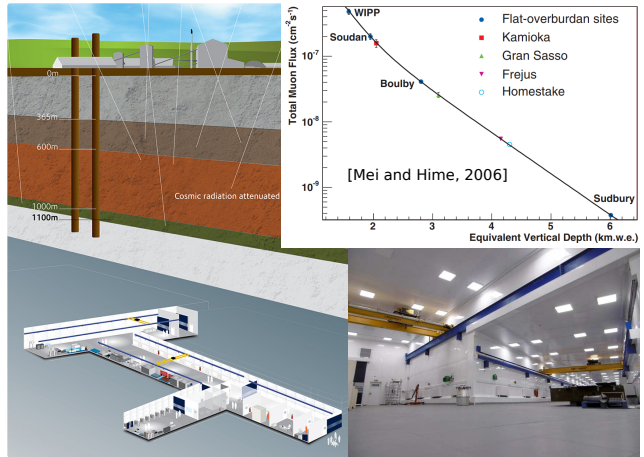 0m
365m
600m
1000m
1100m
Cosmic radiation attenuated
Total Muon Flux (cm⁻²s⁻¹)
10⁻⁷
10⁻⁸
10⁻⁹
WIPP
Soudan
Boulby
Sudbury
Flat-overburdan sites
Kamioka
Gran Sasso
Frejus
Homestake
[Mei and Hime, 2006]
2 3 4 5 6
Equivalent Vertical Depth (km.w.e.)